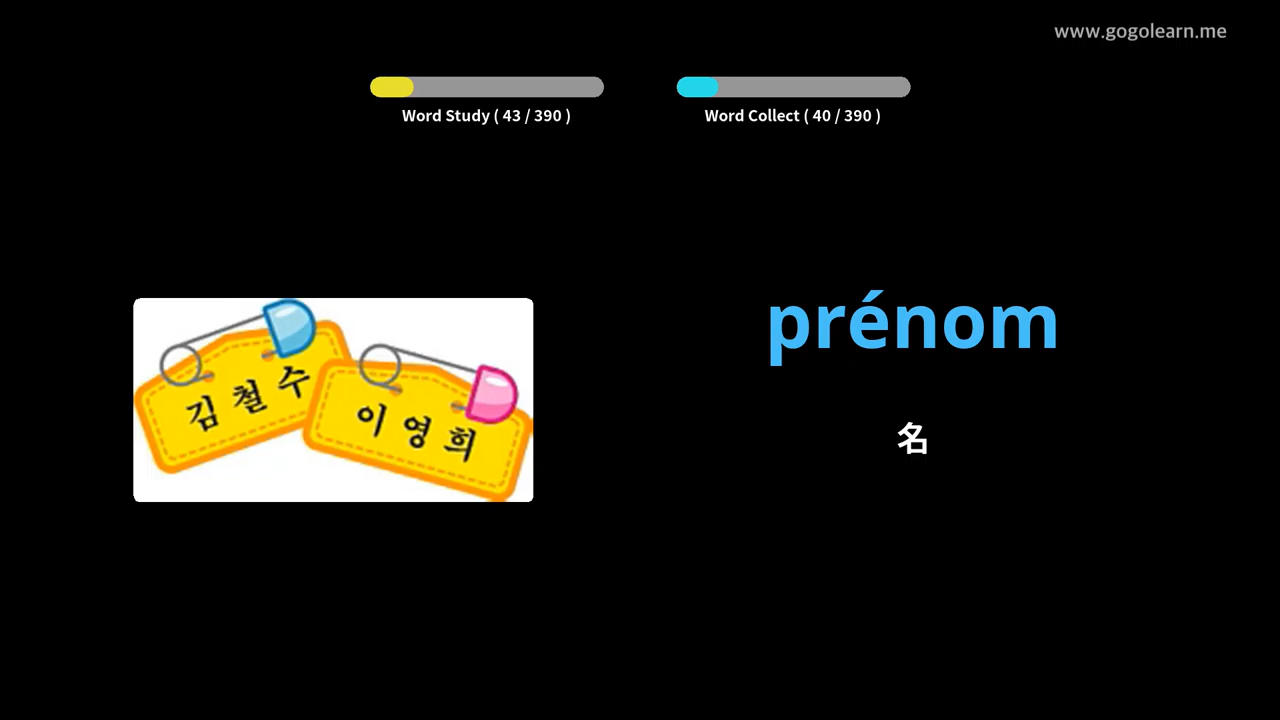 www.gogolearn.me
Word Study ( 43 / 390 )
Word Collect ( 40 / 390 )
김철수
이영희
prénom
名